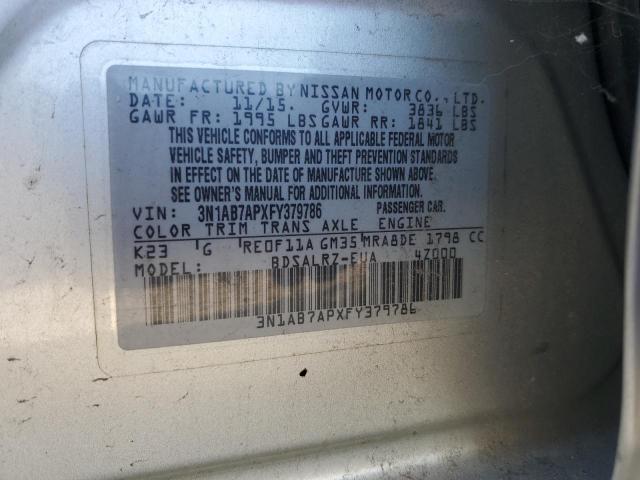 MANUFACTURED BY NISSAN MOTOR CO., LTD.
DATE: 11/15 GVWR: 3836 LBS
GAWR FR: 1995 LBS GAWR RR: 1841 LBS
THIS VEHICLE CONFORMS TO ALL APPLICABLE FEDERAL MOTOR
VEHICLE SAFETY, BUMPER AND THEFT PREVENTION STANDARDS
IN EFFECT ON THE DATE OF MANUFACTURE SHOWN ABOVE.
SEE OWNER'S MANUAL FOR ADDITIONAL INFORMATION.
VIN: 3N1AB7APXFY379786 PASSENGER CAR.
COLOR TRIM TRANS AXLE ENGINE
K23 G RE0F11A GM35 MRA8DE 1798 CC
MODEL: BDSALRZ-EUA 4Z000
3N1AB7APXFY379786